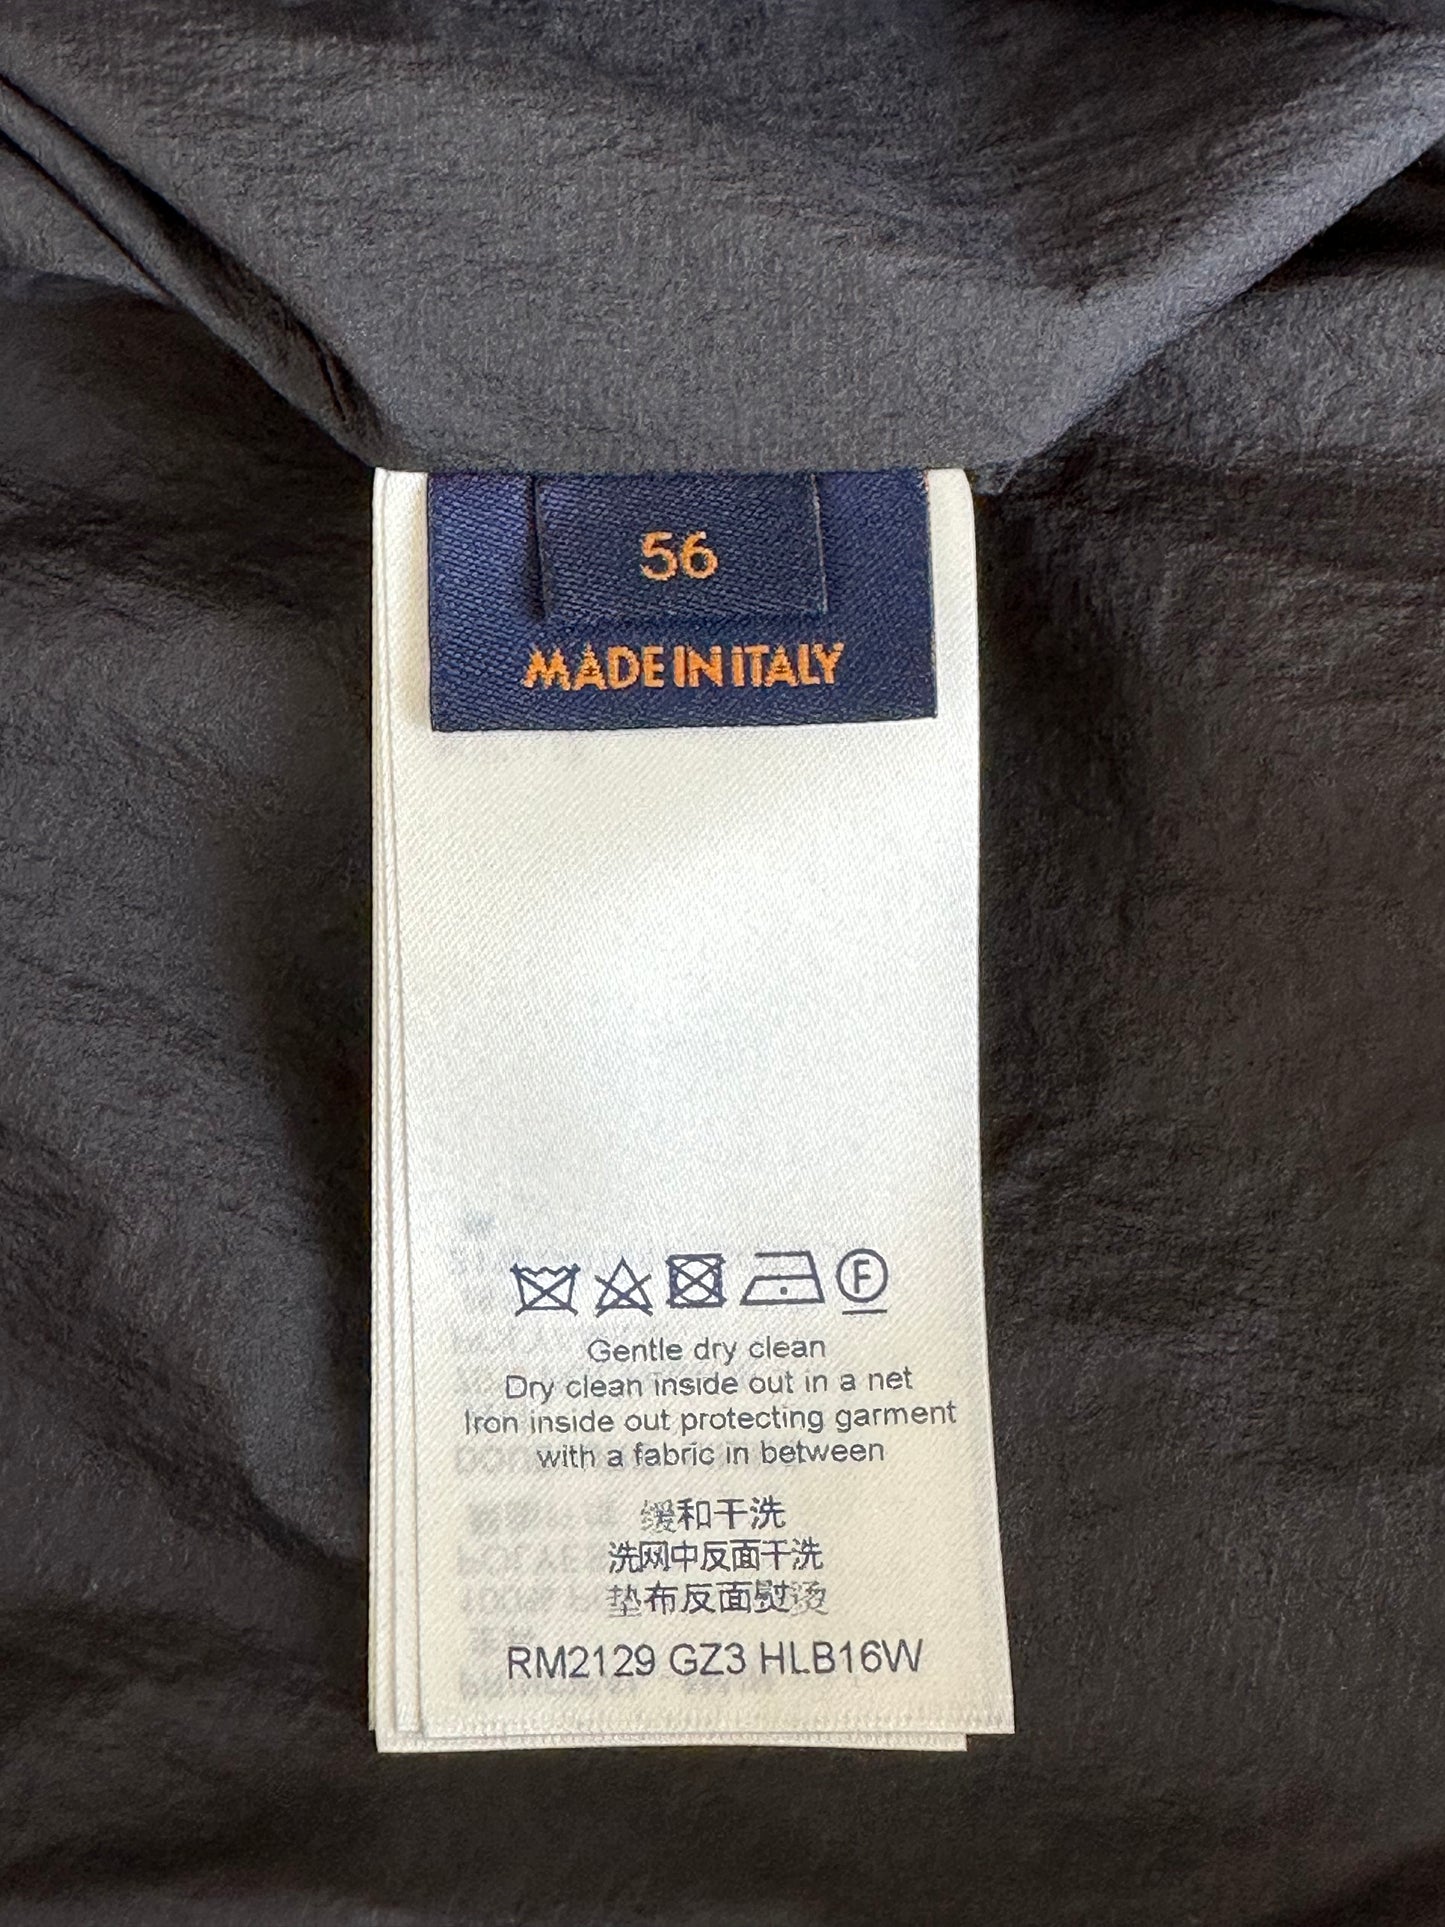 56
MADE IN ITALY
F
Gentle dry clean
Dry clean inside out in a net
Iron inside out protecting garment
with a fabric in between
缓和干洗
洗网中反面干洗
垫布反面熨烫
RM2129 GZ3 HLB16W